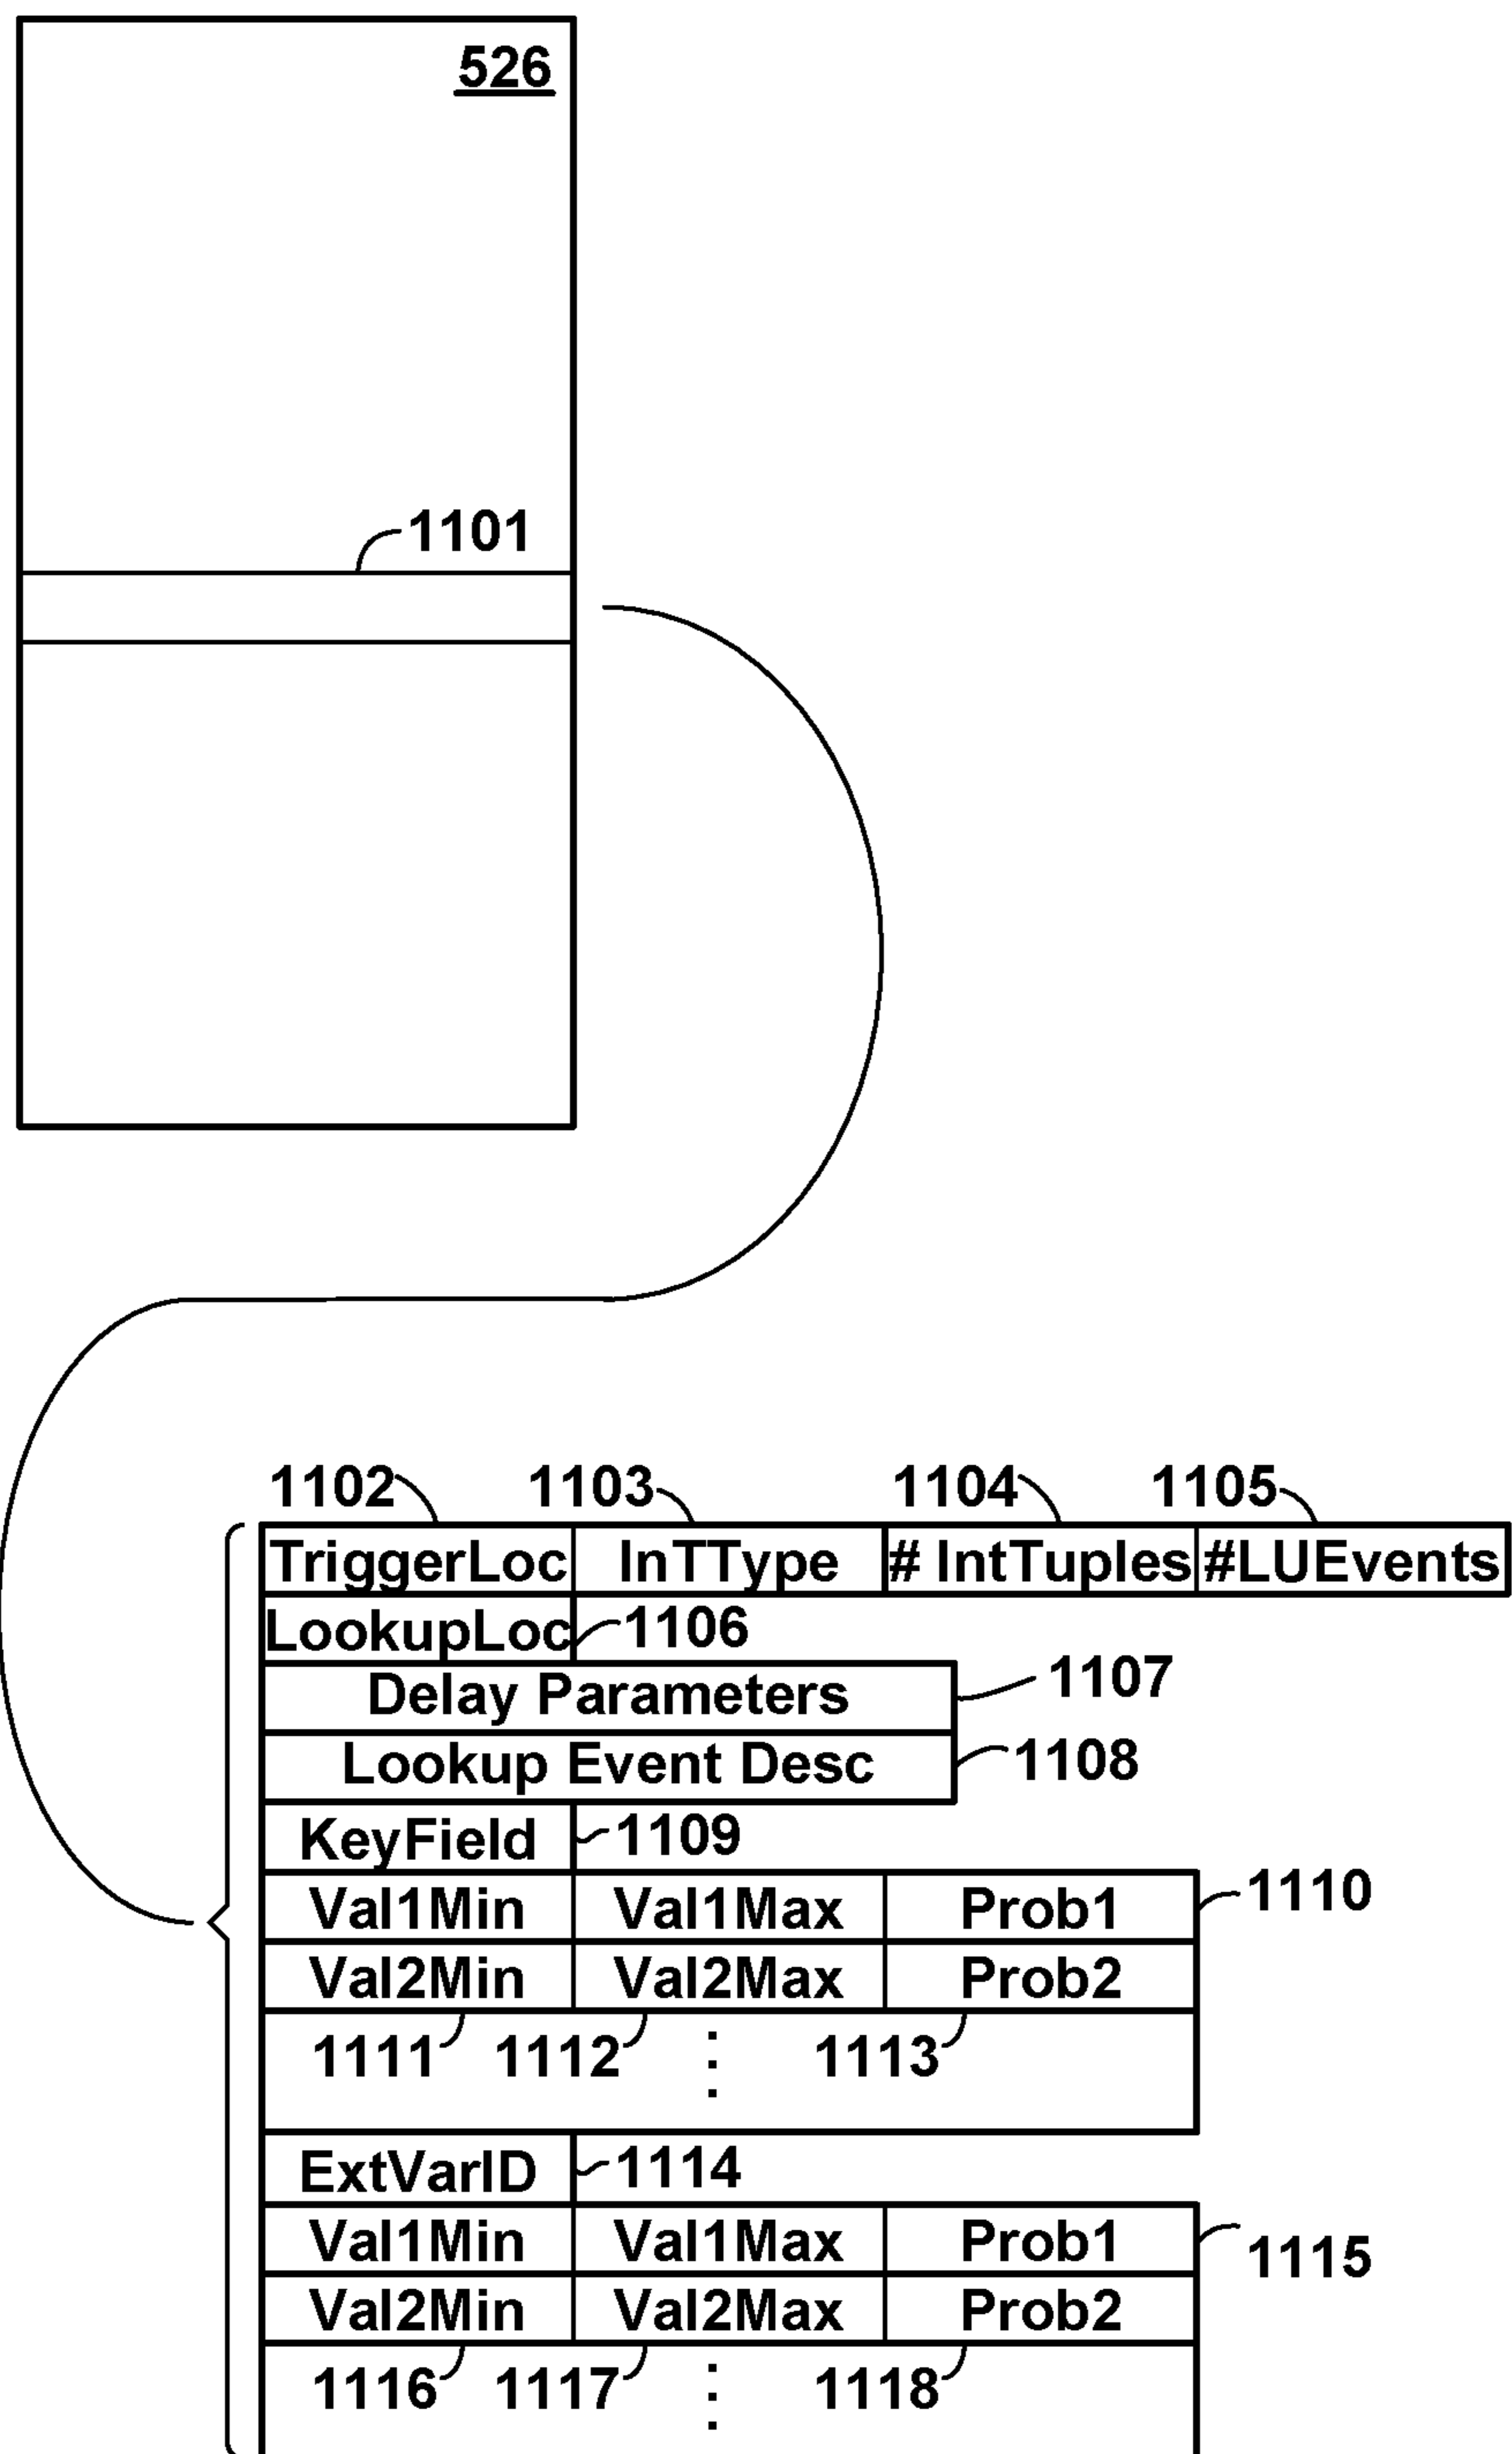 526
1101
1102 1103 1104 1105
TriggerLoc InTType # IntTuples #LUEvents
LookupLoc 1106
Delay Parameters 1107
Lookup Event Desc 1108
KeyField 1109
Val1Min Val1Max Prob1 1110
Val2Min Val2Max Prob2
1111 1112 1113
ExtVarID 1114
Val1Min Val1Max Prob1 1115
Val2Min Val2Max Prob2
1116 1117 1118